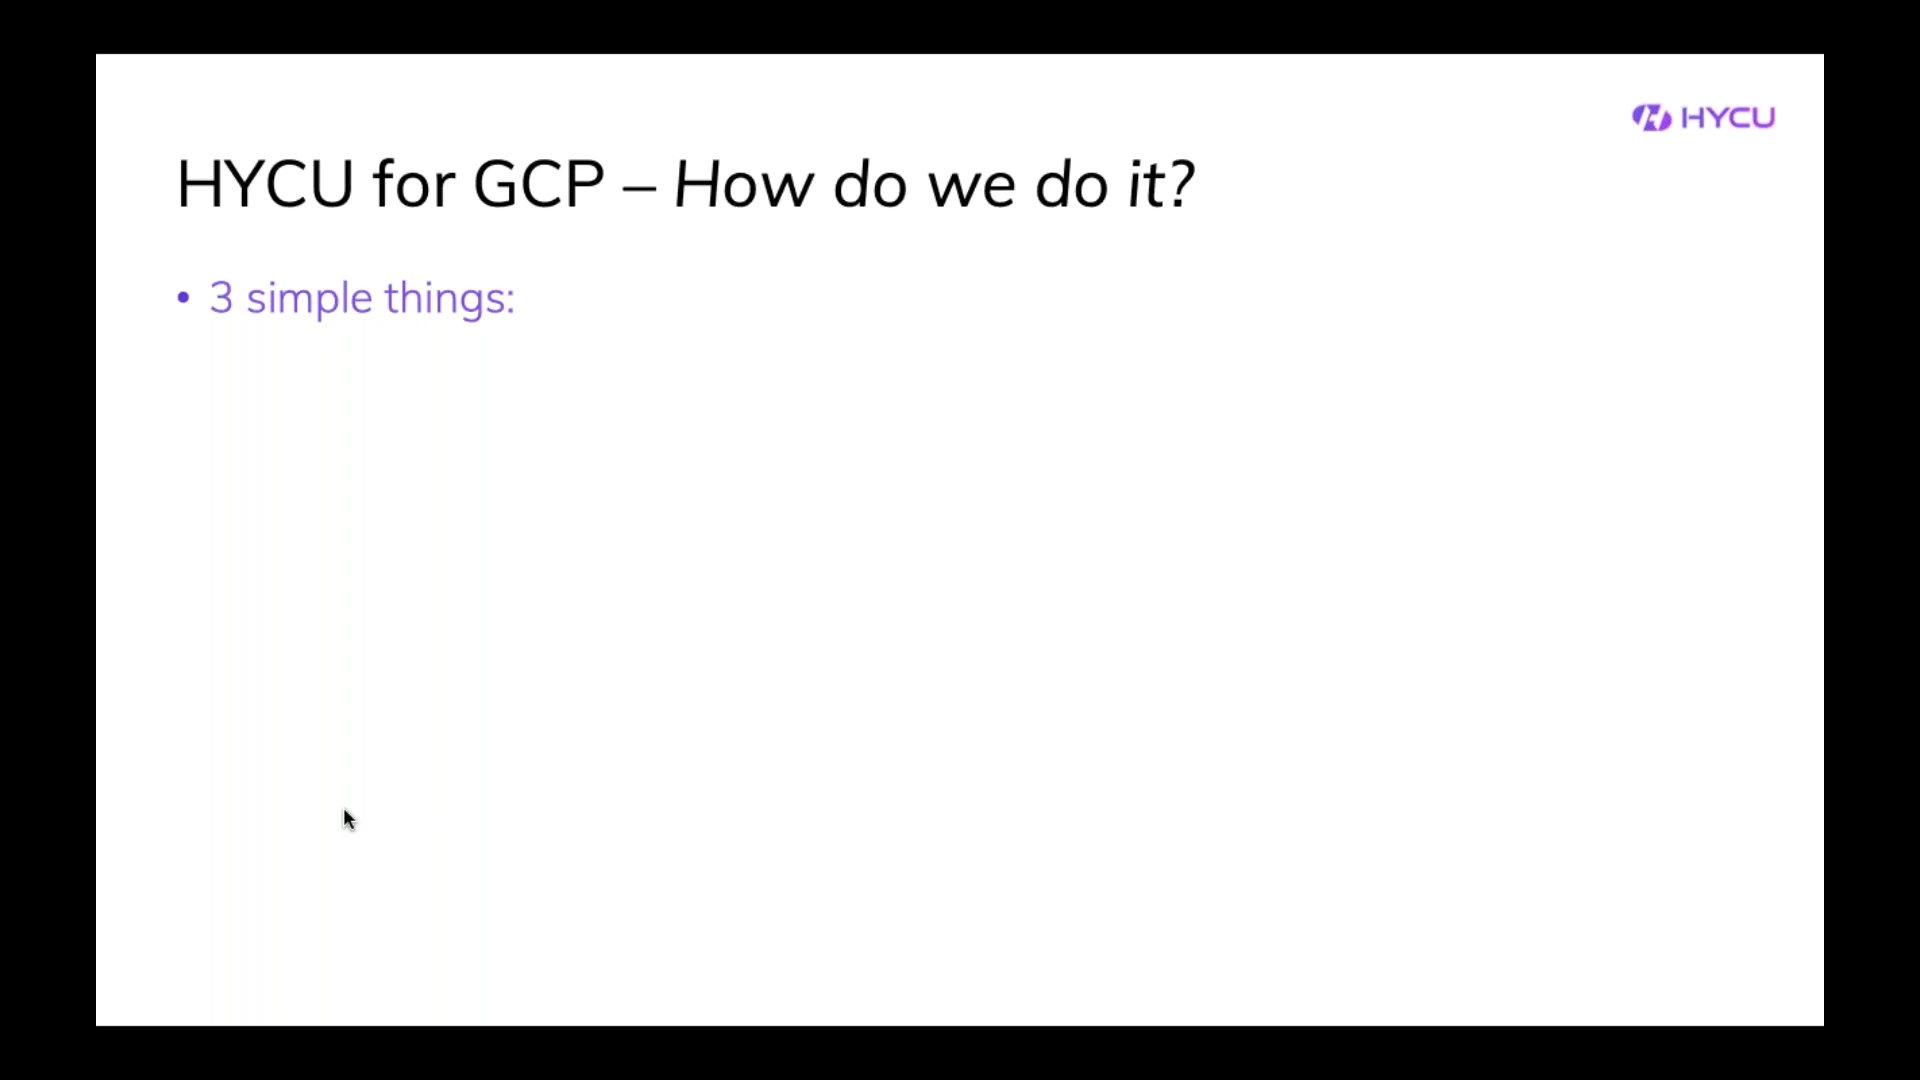 HYCU
HYCU for GCP – How do we do it?
• 3 simple things: